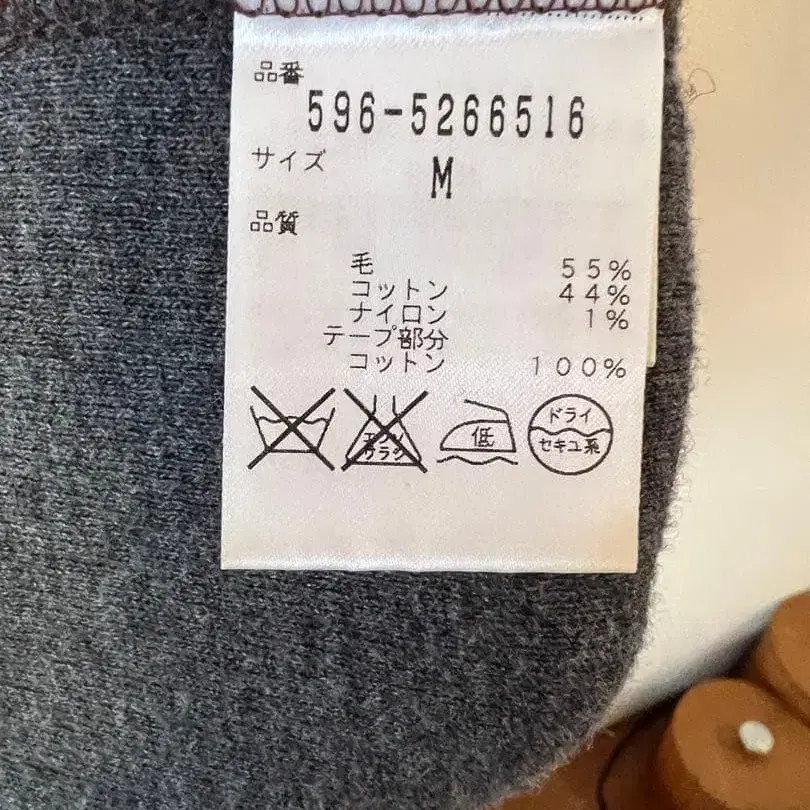 品番
596-5266516
サイズ
M
品質
毛 55%
コットン 44%
ナイロン 1%
テープ部分
コットン 100%
エンソ
サラシ
低
ドライ
セキユ系